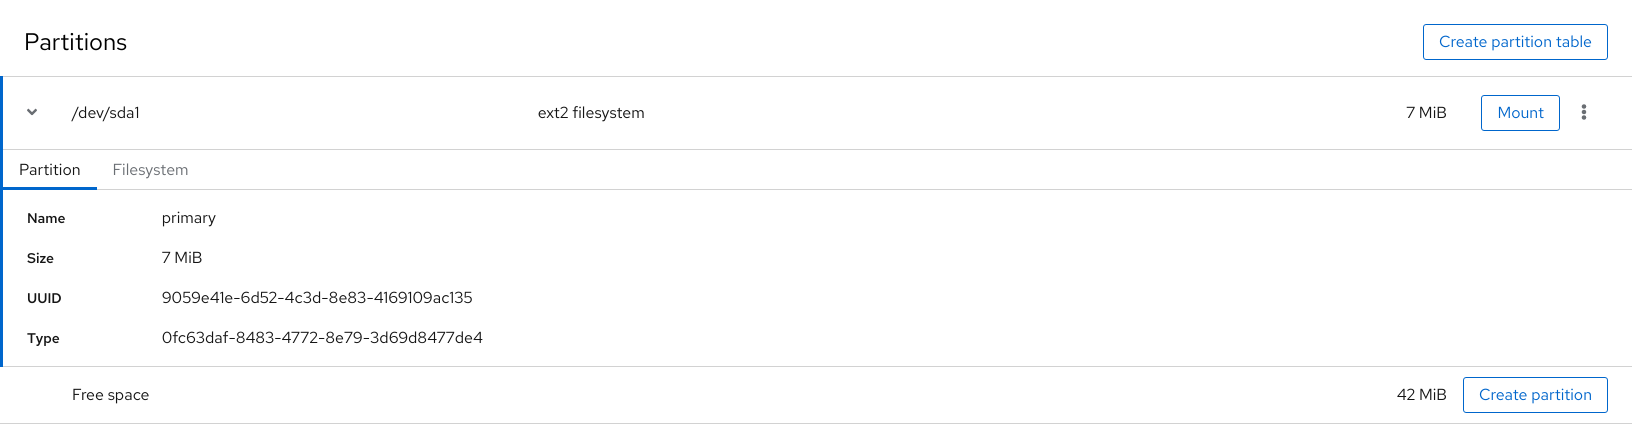 Partitions
Create partition table
/dev/sda1 ext2 filesystem 7 MiB Mount
Partition Filesystem
Name primary
Size 7 MiB
UUID 9059e41e-6d52-4c3d-8e83-4169109ac135
Type 0fc63daf-8483-4772-8e79-3d69d8477de4
Free space 42 MiB Create partition